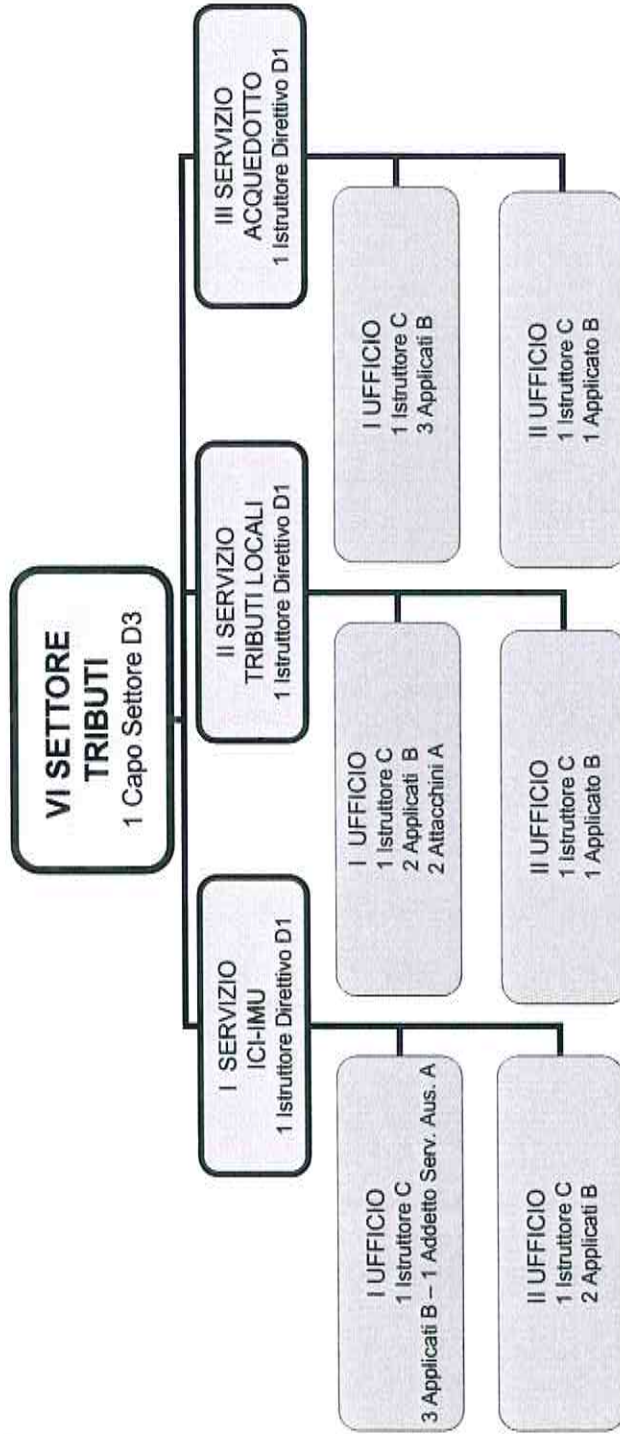 VI SETTORE
TRIBUTI
1 Capo Settore D3
I SERVIZIO
ICI-IMU
1 Istruttore Direttivo D1
I UFFICIO
1 Istruttore C
3 Applicati B – 1 Addetto Serv. Aus. A
II UFFICIO
1 Istruttore C
2 Applicati B
II SERVIZIO
TRIBUTI LOCALI
1 Istruttore Direttivo D1
I UFFICIO
1 Istruttore C
2 Applicati B
2 Attacchini A
II UFFICIO
1 Istruttore C
1 Applicato B
III SERVIZIO
ACQUEDOTTO
1 Istruttore Direttivo D1
I UFFICIO
1 Istruttore C
3 Applicati B
II UFFICIO
1 Istruttore C
1 Applicato B